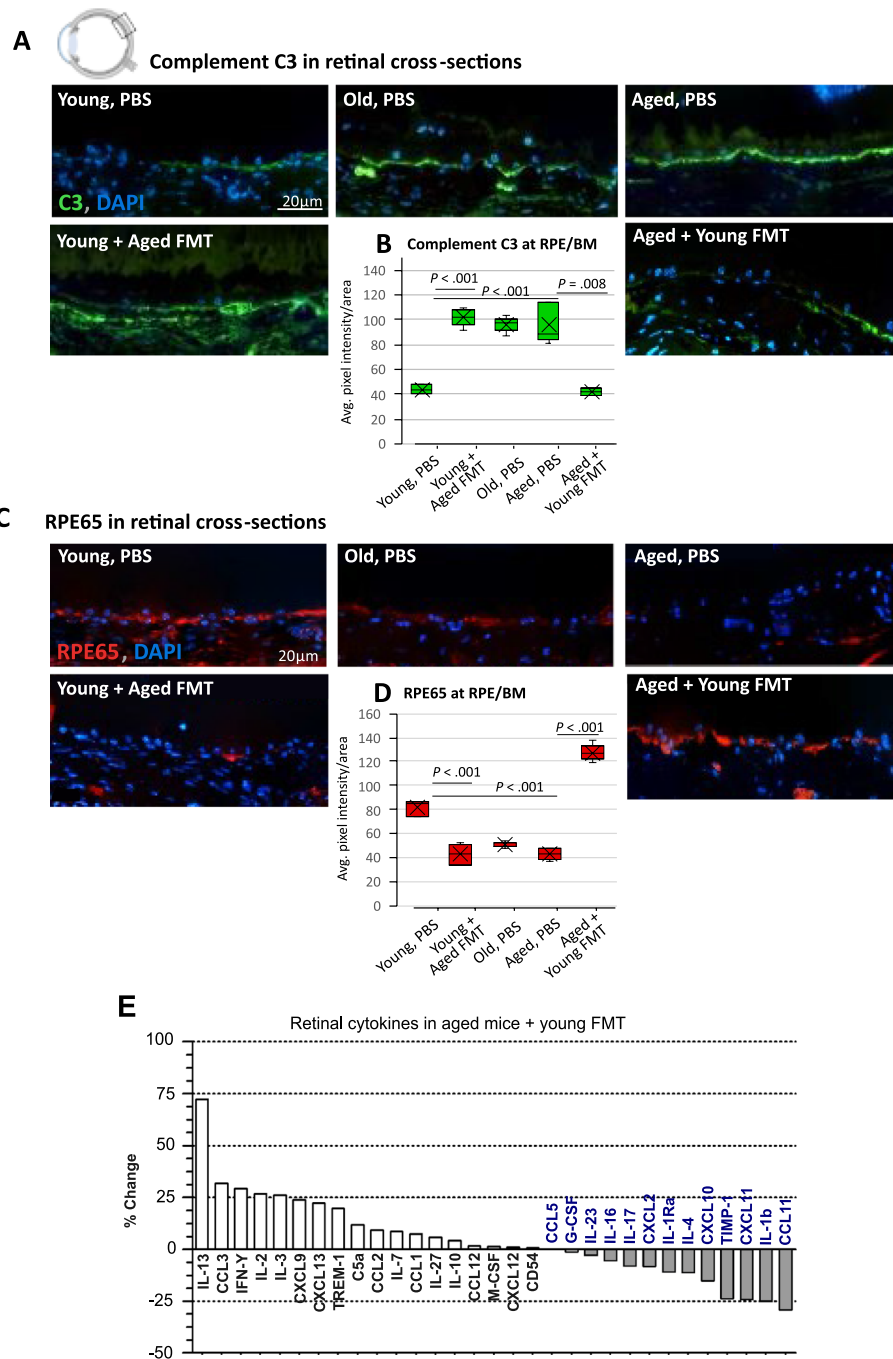 A
Complement C3 in retinal cross-sections
Young, PBS
Old, PBS
Aged, PBS
C3, DAPI
20µm
Young + Aged FMT
Aged + Young FMT
B
Complement C3 at RPE/BM
Avg. pixel intensity/area
140
120
100
80
60
40
20
0
P < .001
P < .001
P = .008
Young, PBS
Young +
Aged FMT
Old, PBS
Aged, PBS
Aged +
Young FMT
C
RPE65 in retinal cross-sections
Young, PBS
Old, PBS
Aged, PBS
RPE65, DAPI
20µm
Young + Aged FMT
Aged + Young FMT
D
RPE65 at RPE/BM
Avg. pixel intensity/area
160
140
120
100
80
60
40
20
0
P < .001
P < .001
P < .001
Young, PBS
Young +
Aged FMT
Old, PBS
Aged, PBS
Aged +
Young FMT
E
Retinal cytokines in aged mice + young FMT
% Change
100
75
50
25
0
-25
-50
IL-13
CCL3
IFN-Y
IL-2
IL-3
CXCL9
CXCL13
TREM-1
C5a
CCL2
IL-7
CCL1
IL-27
IL-10
CCL12
M-CSF
CXCL12
CD54
CCL5
G-CSF
IL-23
IL-16
IL-17
CXCL2
IL-1Ra
IL-4
CXCL10
TIMP-1
CXCL11
IL-1b
CCL11